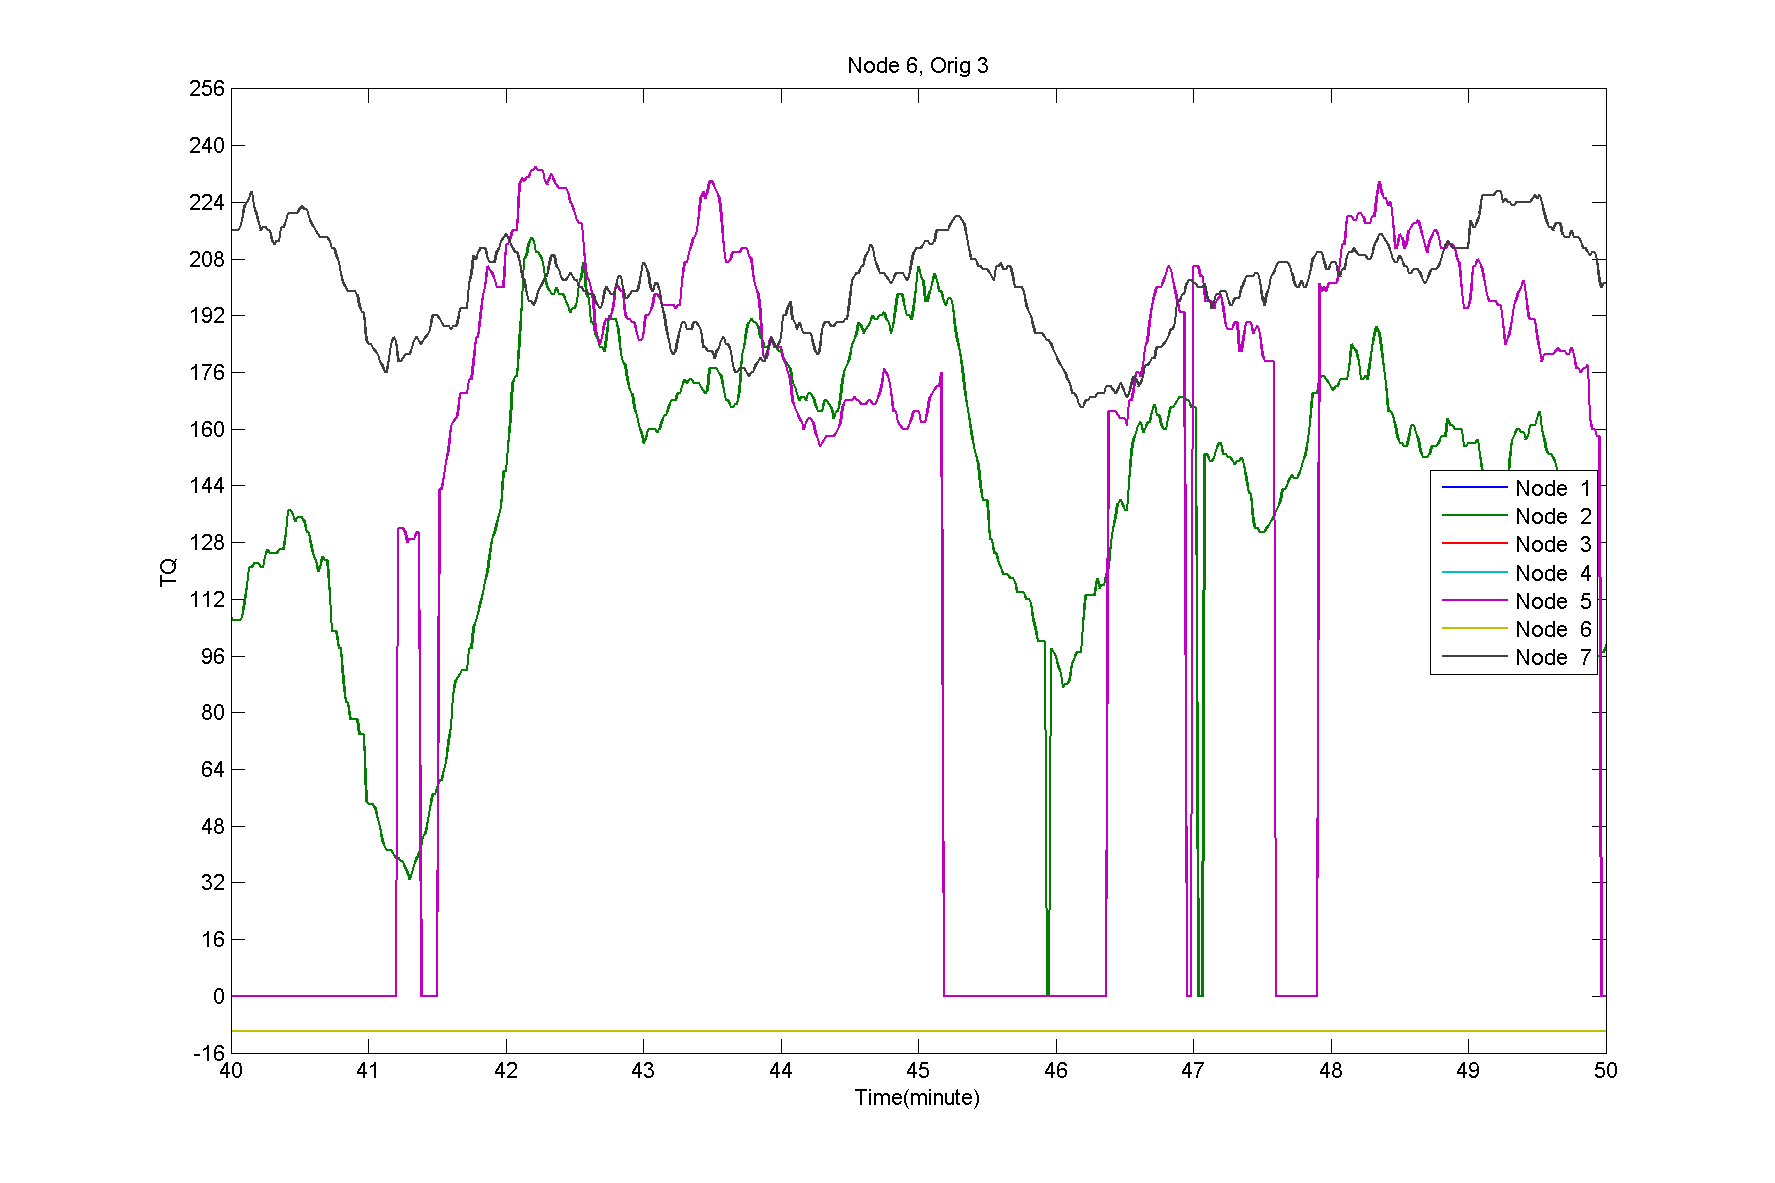 Node 6, Orig 3
256
240
224
208
192
176
160
144
128
112
96
80
64
48
32
16
0
-16
TQ
Node 1
Node 2
Node 3
Node 4
Node 5
Node 6
Node 7
40 41 42 43 44 45 46 47 48 49 50
Time(minute)